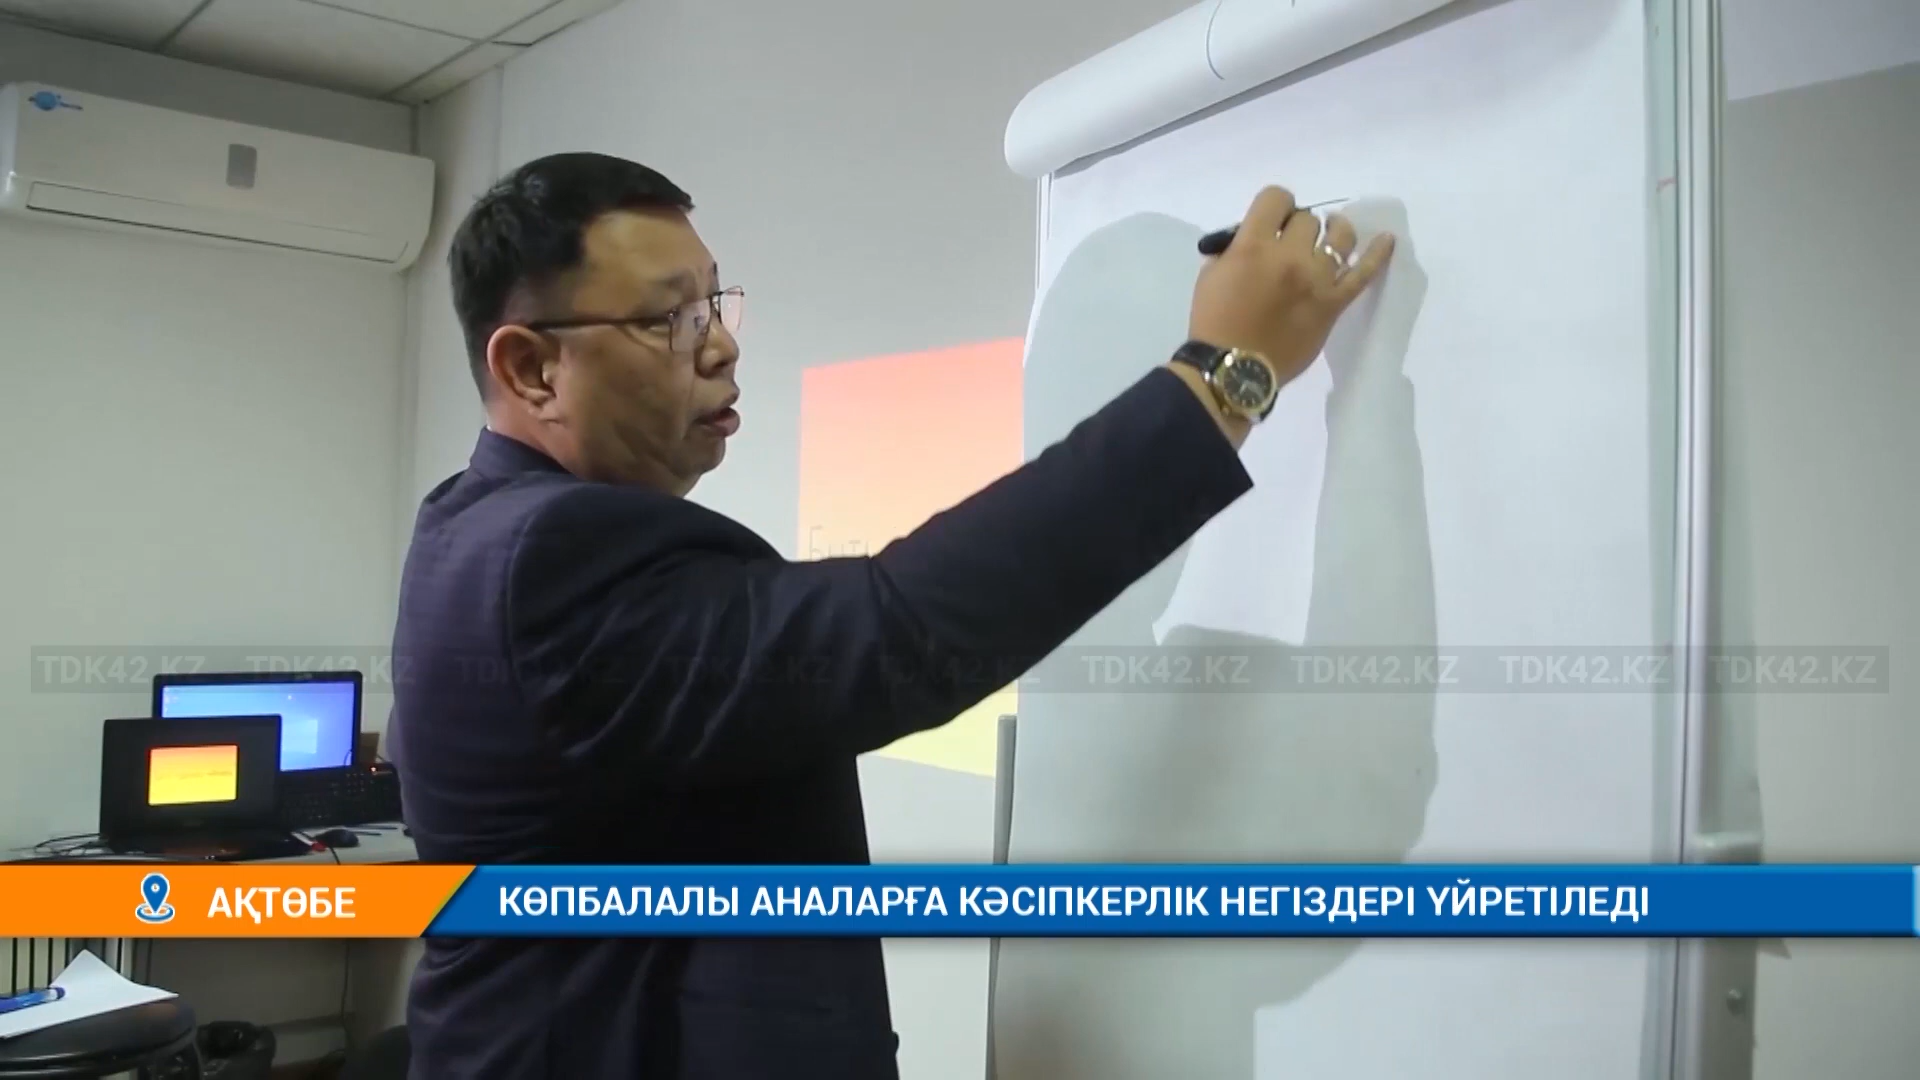 TDK42.KZ TDK42.KZ TDK42.KZ TDK42.KZ TDK42.KZ TDK42.KZ TDK42.KZ TDK42.KZ TDK42.KZ
АҚТӨБЕ
КӨПБАЛАЛЫ АНАЛАРҒА КӘСІПКЕРЛІК НЕГІЗДЕРІ ҮЙРЕТІЛЕДІ